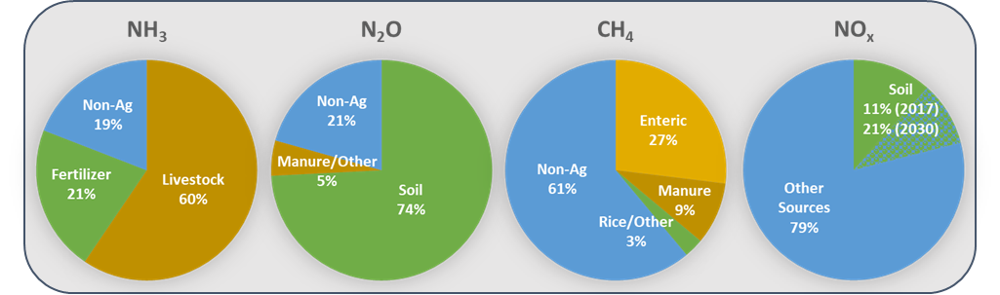 NH3
Non-Ag
19%
Fertilizer
21%
Livestock
60%
N2O
Non-Ag
21%
Manure/Other
5%
Soil
74%
CH4
Enteric
27%
Non-Ag
61%
Manure
9%
Rice/Other
3%
NOx
Soil
11% (2017)
21% (2030)
Other
Sources
79%